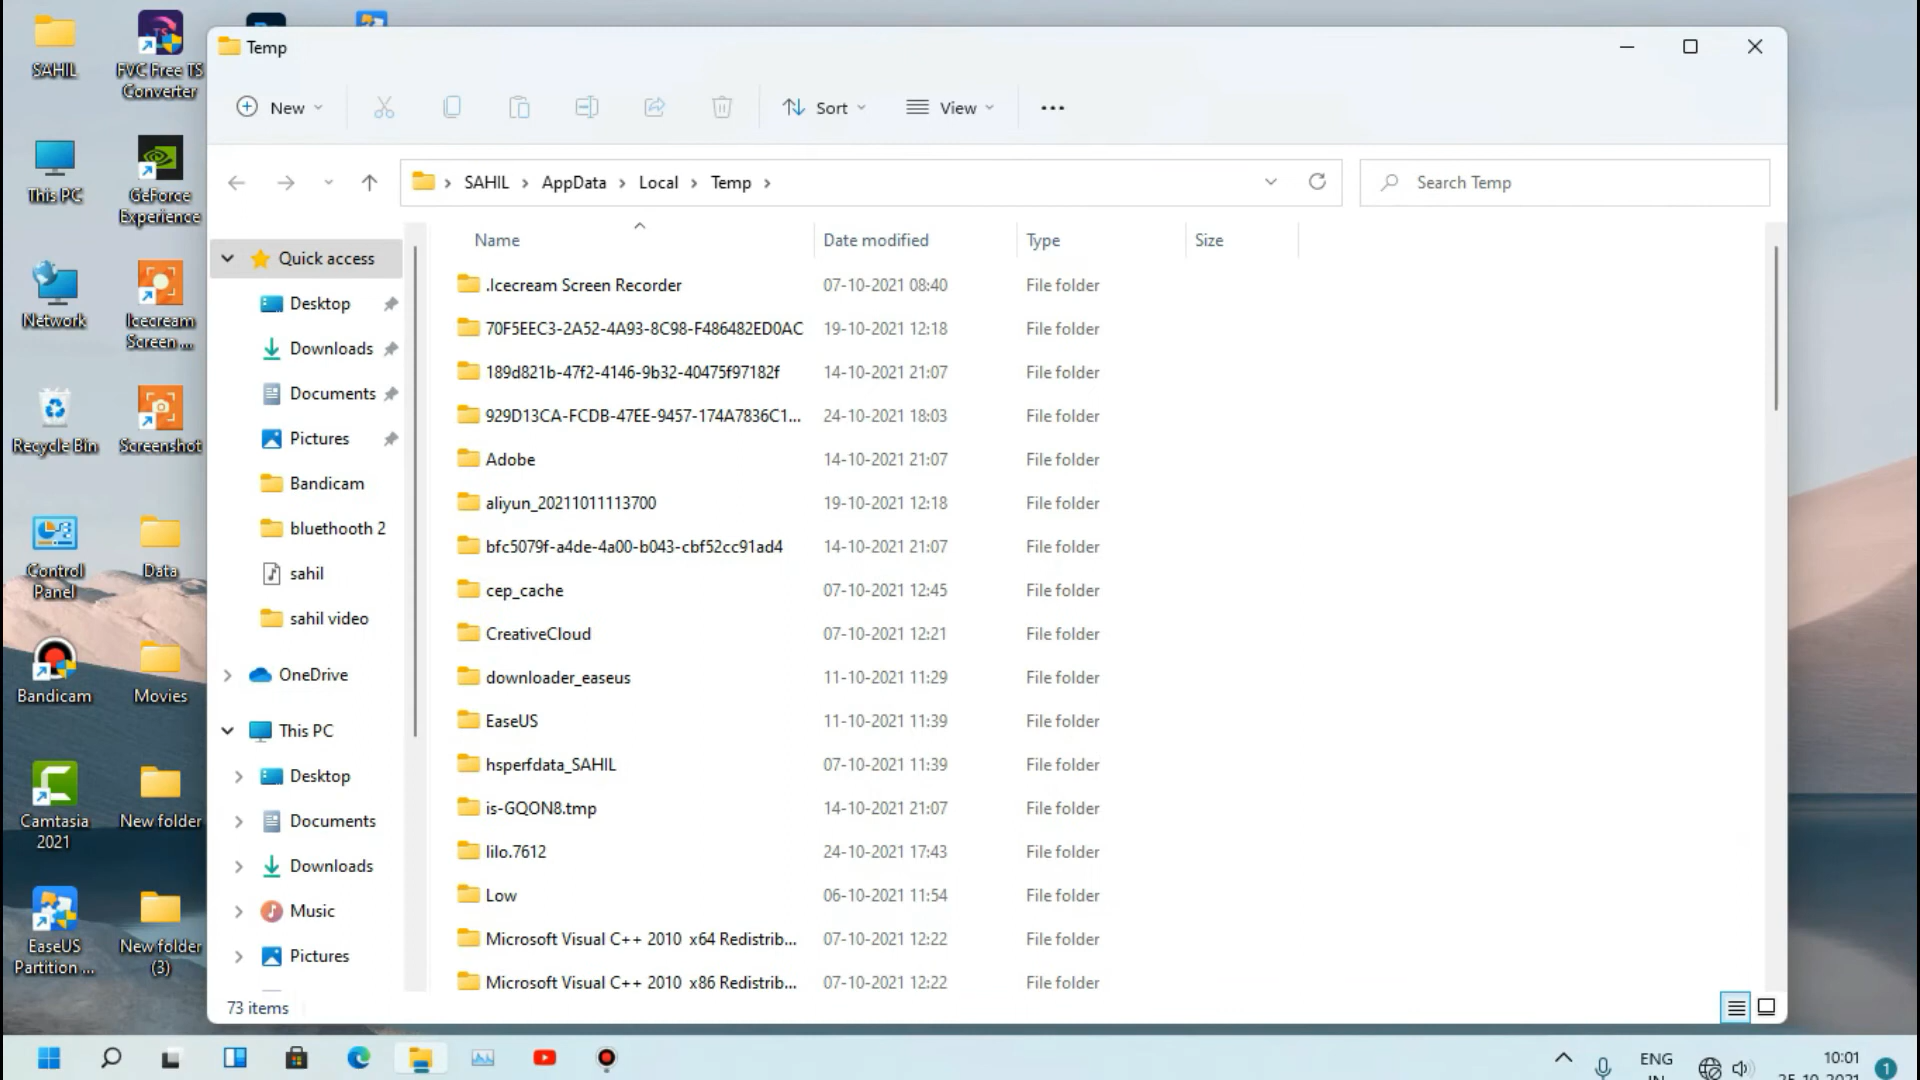 SAHIL
FVC Free TS
Converter
This PC
GeForce
Experience
Network
Icecream
Screen ...
Recycle Bin
Screenshot
Control
Panel
Data
Bandicam
Movies
Camtasia
2021
New folder
EaseUS
Partition ...
New folder
(3)
Temp
New
Sort
View
SAHIL > AppData > Local > Temp >
Search Temp
Quick access
Desktop
Downloads
Documents
Pictures
Bandicam
bluethooth 2
sahil
sahil video
OneDrive
This PC
Desktop
Documents
Downloads
Music
Pictures
Name Date modified Type Size
.Icecream Screen Recorder 07-10-2021 08:40 File folder
70F5EEC3-2A52-4A93-8C98-F486482ED0AC 19-10-2021 12:18 File folder
189d821b-47f2-4146-9b32-40475f97182f 14-10-2021 21:07 File folder
929D13CA-FCDB-47EE-9457-174A7836C1... 24-10-2021 18:03 File folder
Adobe 14-10-2021 21:07 File folder
aliyun_20211011113700 19-10-2021 12:18 File folder
bfc5079f-a4de-4a00-b043-cbf52cc91ad4 14-10-2021 21:07 File folder
cep_cache 07-10-2021 12:45 File folder
CreativeCloud 07-10-2021 12:21 File folder
downloader_easeus 11-10-2021 11:29 File folder
EaseUS 11-10-2021 11:39 File folder
hsperfdata_SAHIL 07-10-2021 11:39 File folder
is-GQON8.tmp 14-10-2021 21:07 File folder
lilo.7612 24-10-2021 17:43 File folder
Low 06-10-2021 11:54 File folder
Microsoft Visual C++ 2010 x64 Redistrib... 07-10-2021 12:22 File folder
Microsoft Visual C++ 2010 x86 Redistrib... 07-10-2021 12:22 File folder
73 items
ENG
IN
10:01
25-10-2021
1